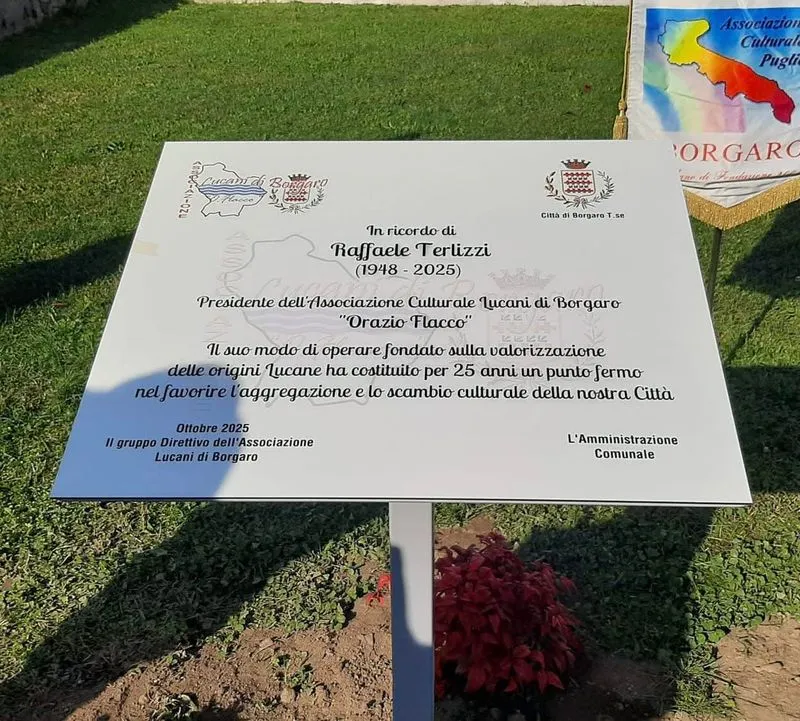 ASSOCIAZIONE
Lucani di Borgaro
O. Flacco
Città di Borgaro T.se
In ricordo di
Raffaele Terlizzi
(1948 - 2025)
Presidente dell'Associazione Culturale Lucani di Borgaro
"Orazio Flacco"
Il suo modo di operare fondato sulla valorizzazione
delle origini Lucane ha costituito per 25 anni un punto fermo
nel favorire l'aggregazione e lo scambio culturale della nostra Città
Ottobre 2025
Il gruppo Direttivo dell'Associazione
Lucani di Borgaro
L'Amministrazione
Comunale
Associazion
Culturale
Pugli
BORGARO